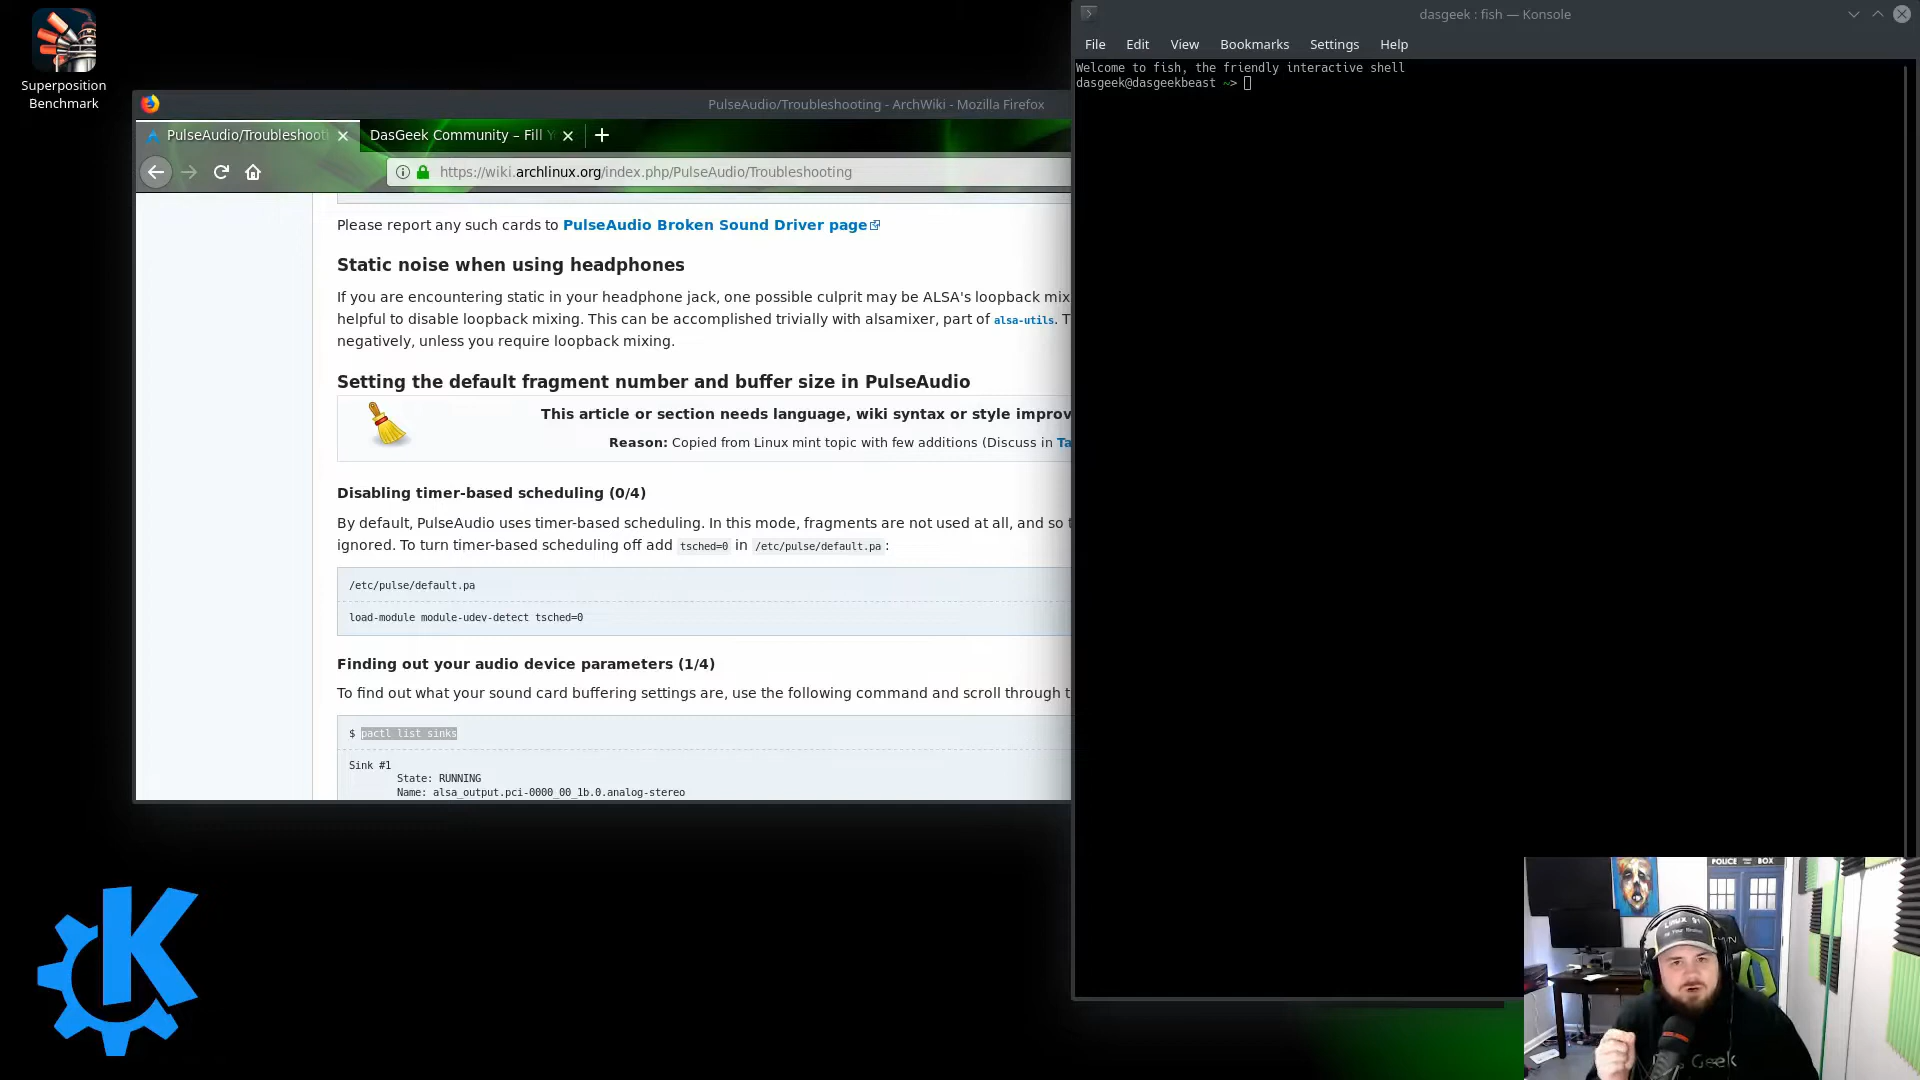 Superposition
Benchmark
PulseAudio/Troubleshooting - ArchWiki - Mozilla Firefox
PulseAudio/Troubleshooti
DasGeek Community – Fill Y
https://wiki.archlinux.org/index.php/PulseAudio/Troubleshooting
Please report any such cards to PulseAudio Broken Sound Driver page
Static noise when using headphones
If you are encountering static in your headphone jack, one possible culprit may be ALSA's loopback mix
helpful to disable loopback mixing. This can be accomplished trivially with alsamixer, part of alsa-utils. T
negatively, unless you require loopback mixing.
Setting the default fragment number and buffer size in PulseAudio
This article or section needs language, wiki syntax or style improv
Reason: Copied from Linux mint topic with few additions (Discuss in Ta
Disabling timer-based scheduling (0/4)
By default, PulseAudio uses timer-based scheduling. In this mode, fragments are not used at all, and so t
ignored. To turn timer-based scheduling off add tsched=0 in /etc/pulse/default.pa:
/etc/pulse/default.pa
load-module module-udev-detect tsched=0
Finding out your audio device parameters (1/4)
To find out what your sound card buffering settings are, use the following command and scroll through t
$ pactl list sinks
Sink #1
State: RUNNING
Name: alsa_output.pci-0000_00_1b.0.analog-stereo
dasgeek : fish — Konsole
File Edit View Bookmarks Settings Help
Welcome to fish, the friendly interactive shell
dasgeek@dasgeekbeast ~>
POLICE BOX
LINUX
Geek